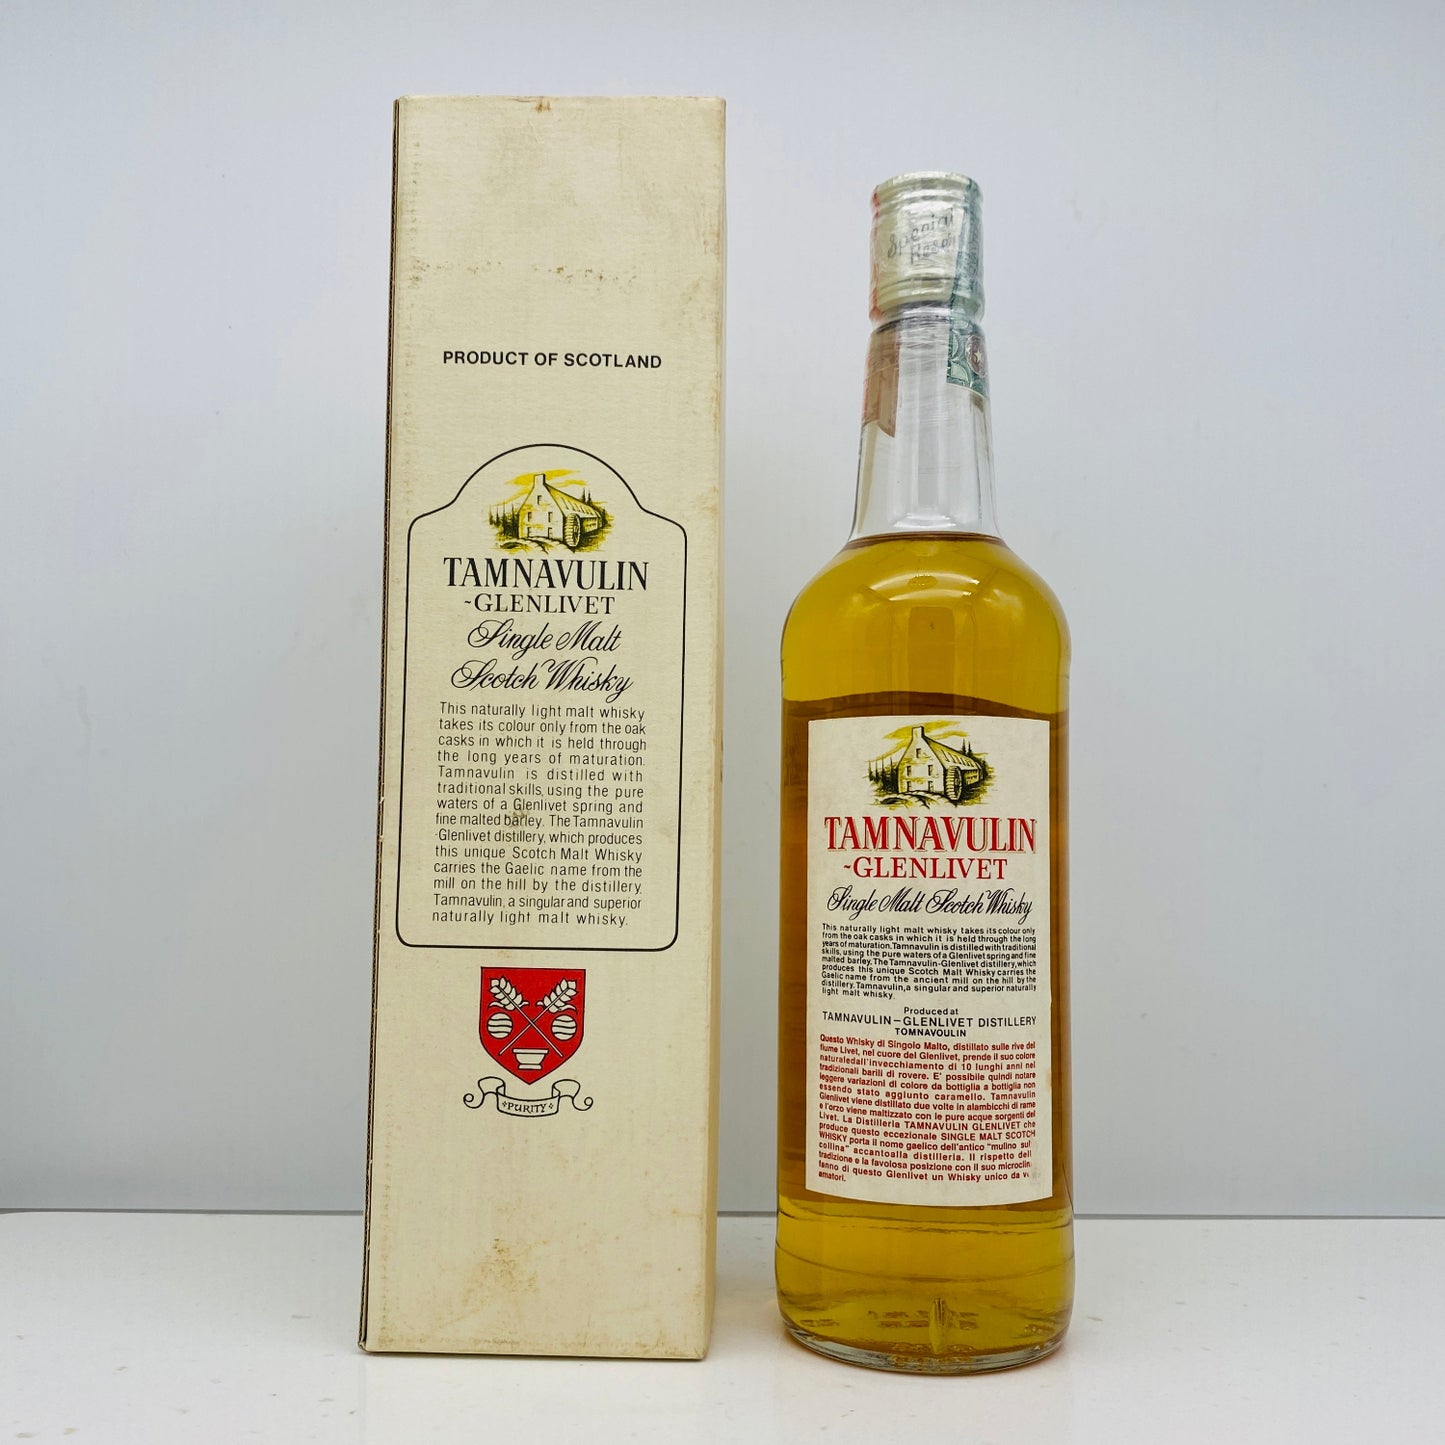 PRODUCT OF SCOTLAND
TAMNAVULIN
~GLENLIVET
Single Malt
Scotch Whisky
This naturally light malt whisky
takes its colour only from the oak
casks in which it is held through
the long years of maturation.
Tamnavulin is distilled with
traditional skills, using the pure
waters of a Glenlivet spring and
fine malted barley. The Tamnavulin
-Glenlivet distillery, which produces
this unique Scotch Malt Whisky
carries the Gaelic name from the
mill on the hill by the distillery.
Tamnavulin, a singular and superior
naturally light malt whisky.
PURITY
Special
TAMNAVULIN
~GLENLIVET
Single Malt Scotch Whisky
This naturally light malt whisky takes its colour only
from the oak casks in which it is held through the long
years of maturation. Tamnavulin is distilled with traditional
skills, using the pure waters of a Glenlivet spring and fine
malted barley. The Tamnavulin-Glenlivet distillery, which
produces this unique Scotch Malt Whisky carries the
Gaelic name from the ancient mill on the hill by the
distillery. Tamnavulin, a singular and superior naturally
light malt whisky.
Produced at
TAMNAVULIN—GLENLIVET DISTILLERY
TOMNAVOULIN
Questo Whisky di Singolo Malto, distillato sulle rive del
fiume Livet, nel cuore del Glenlivet, prende il suo colore
naturale dall'invecchiamento di 10 lunghi anni nei
tradizionali barili di rovere. E' possibile quindi notare
leggere variazioni di colore da bottiglia a bottiglia non
essendo stato aggiunto caramello. Tamnavulin
Glenlivet viene distillato due volte in alambicchi di rame
e l'orzo viene maltizzato con le pure acque sorgenti del
Livet. La Distilleria TAMNAVULIN GLENLIVET che
produce questo eccezionale SINGLE MALT SCOTCH
WHISKY porta il nome gaelico dell'antico "mulino sul
collina" accanto alla distilleria. Il rispetto dell
tradizione e la favolosa posizione con il suo microclin
fanno di questo Glenlivet un Whisky unico da v
amatori.